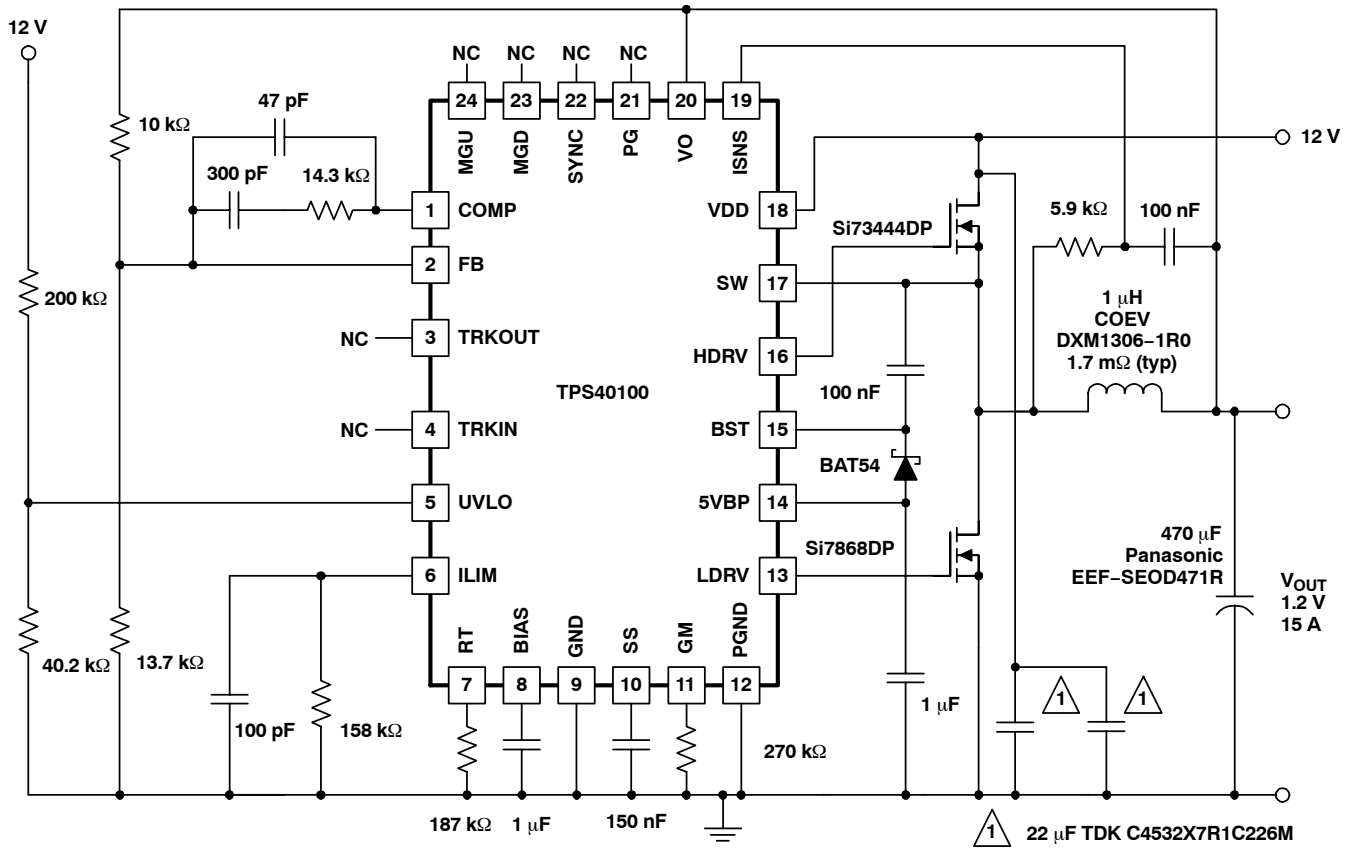 12 V
NC
NC
NC
NC
24
23
22
21
20
19
MGU
MGD
SYNC
PG
VO
ISNS
47 pF
10 kΩ
300 pF
14.3 kΩ
1
COMP
2
FB
200 kΩ
NC
3
TRKOUT
NC
4
TRKIN
5
UVLO
6
ILIM
TPS40100
VDD
18
12 V
Si73444DP
SW
17
HDRV
16
100 nF
BST
15
BAT54
5VBP
14
Si7868DP
LDRV
13
5.9 kΩ
100 nF
1 μH
COEV
DXM1306−1R0
1.7 mΩ (typ)
470 μF
Panasonic
EEF−SEOD471R
VOUT
1.2 V
15 A
40.2 kΩ
13.7 kΩ
100 pF
158 kΩ
RT
BIAS
GND
SS
GM
PGND
7
8
9
10
11
12
270 kΩ
1 μF
1
1
187 kΩ
1 μF
150 nF
1
22 μF TDK C4532X7R1C226M